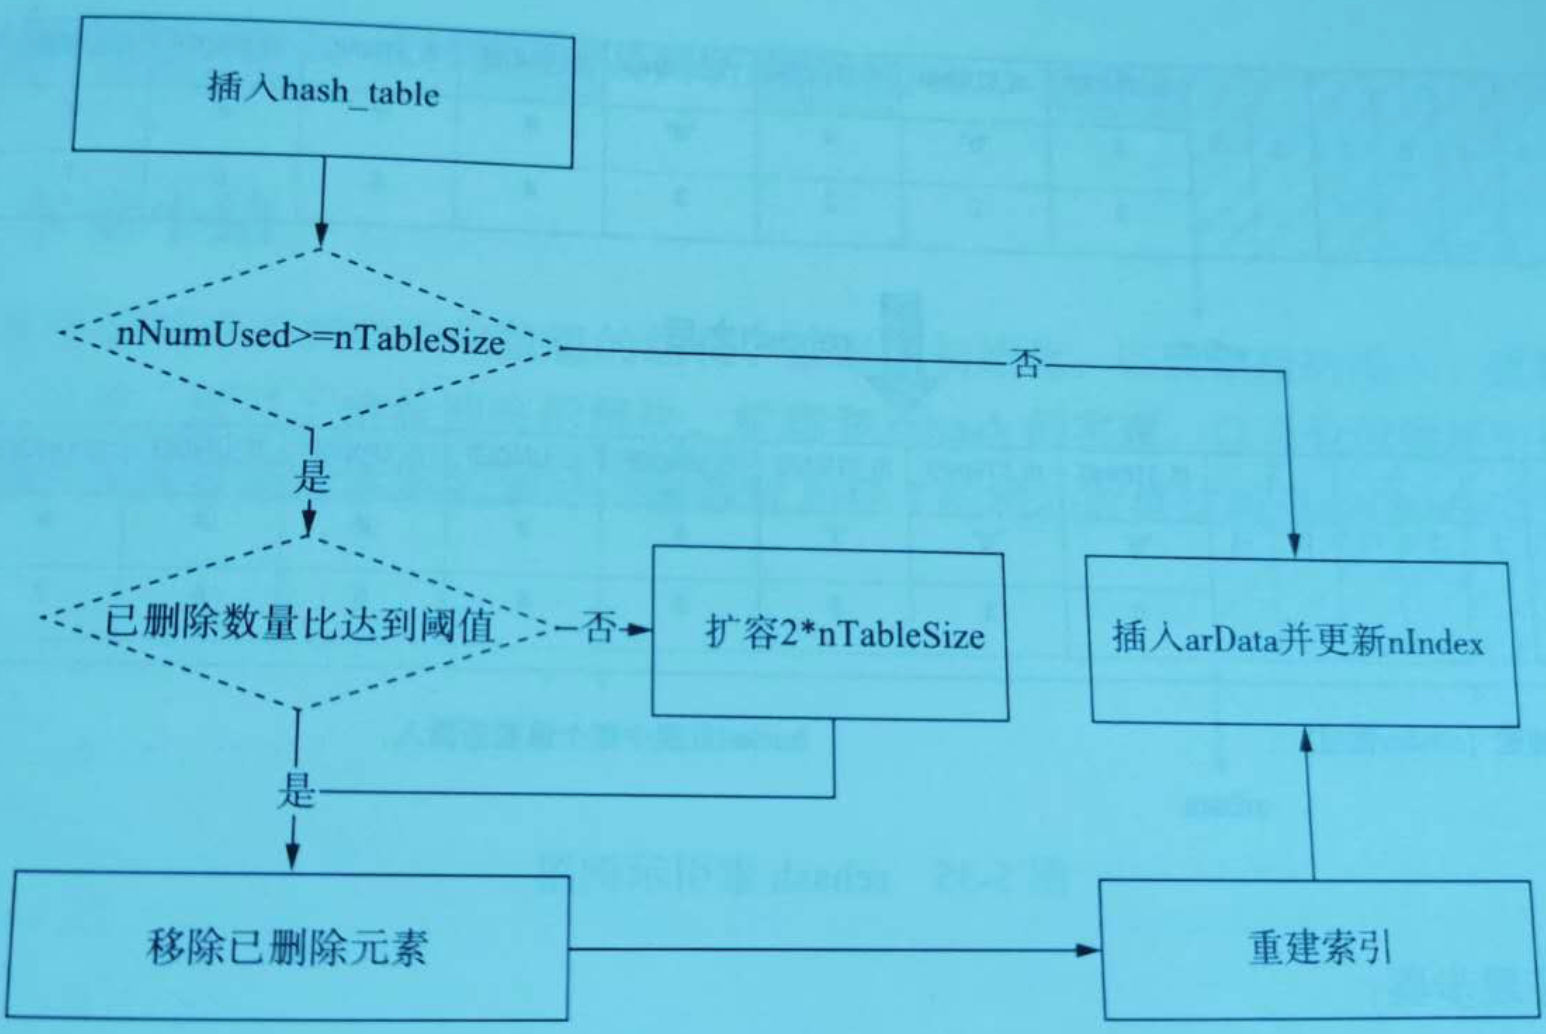 插入hash_table
nNumUsed>=nTableSize
否
是
已删除数量比达到阈值
否
扩容2*nTableSize
插入arData并更新nIndex
是
移除已删除元素
重建索引